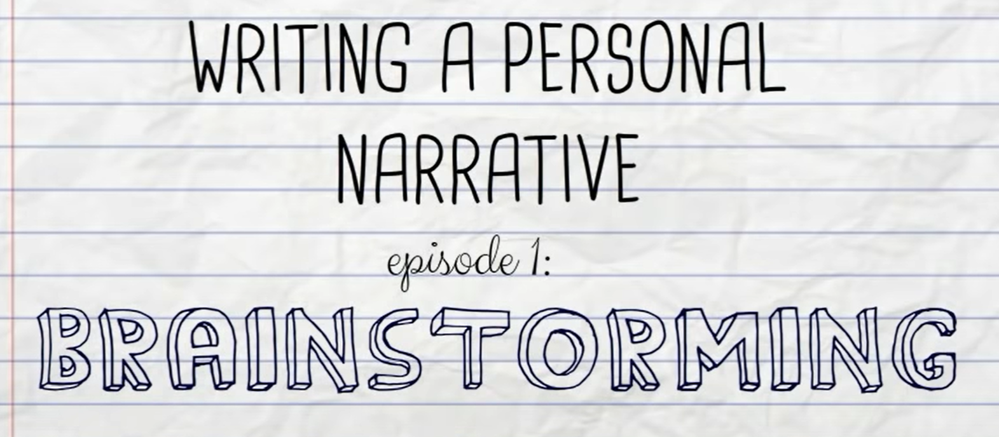 WRITING A PERSONAL
NARRATIVE
episode 1:
BRAINSTORMING